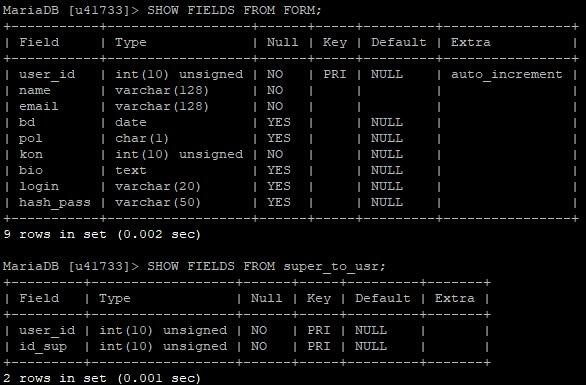 MariaDB [u41733]> SHOW FIELDS FROM FORM;
+-----------+------------------+------+-----+---------+----------------+
| Field     | Type             | Null | Key | Default | Extra          |
+-----------+------------------+------+-----+---------+----------------+
| user_id   | int(10) unsigned | NO   | PRI | NULL    | auto_increment |
| name      | varchar(128)     | NO   |     |         |                |
| email     | varchar(128)     | NO   |     |         |                |
| bd        | date             | YES  |     | NULL    |                |
| pol       | char(1)          | YES  |     | NULL    |                |
| kon       | int(10) unsigned | NO   |     | NULL    |                |
| bio       | text             | YES  |     | NULL    |                |
| login     | varchar(20)      | YES  |     | NULL    |                |
| hash_pass | varchar(50)      | YES  |     | NULL    |                |
+-----------+------------------+------+-----+---------+----------------+
9 rows in set (0.002 sec)

MariaDB [u41733]> SHOW FIELDS FROM super_to_usr;
+---------+------------------+------+-----+---------+-------+
| Field   | Type             | Null | Key | Default | Extra |
+---------+------------------+------+-----+---------+-------+
| user_id | int(10) unsigned | NO   | PRI | NULL    |       |
| id_sup  | int(10) unsigned | NO   | PRI | NULL    |       |
+---------+------------------+------+-----+---------+-------+
2 rows in set (0.001 sec)